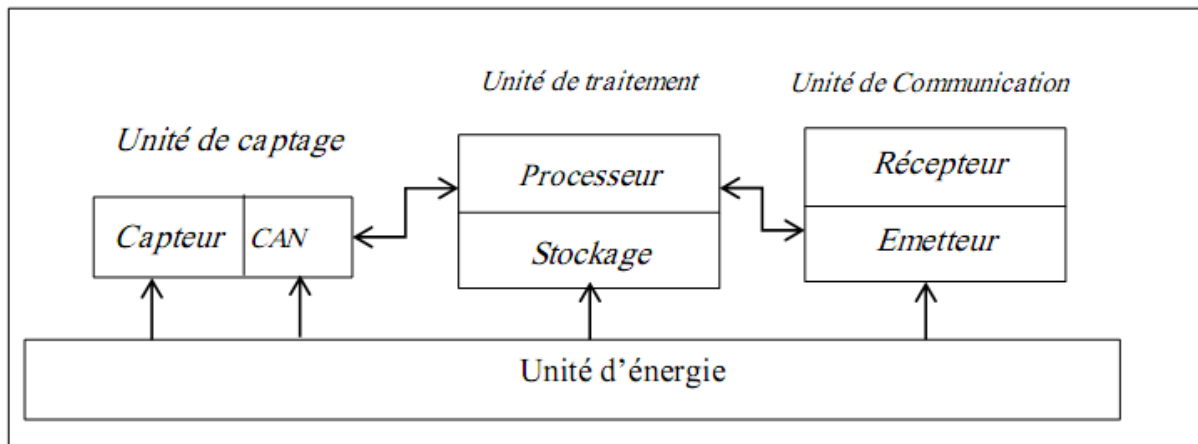 Unité de traitement
Unité de Communication
Unité de captage
Processeur
Récepteur
Capteur
CAN
Stockage
Emetteur
Unité d’énergie